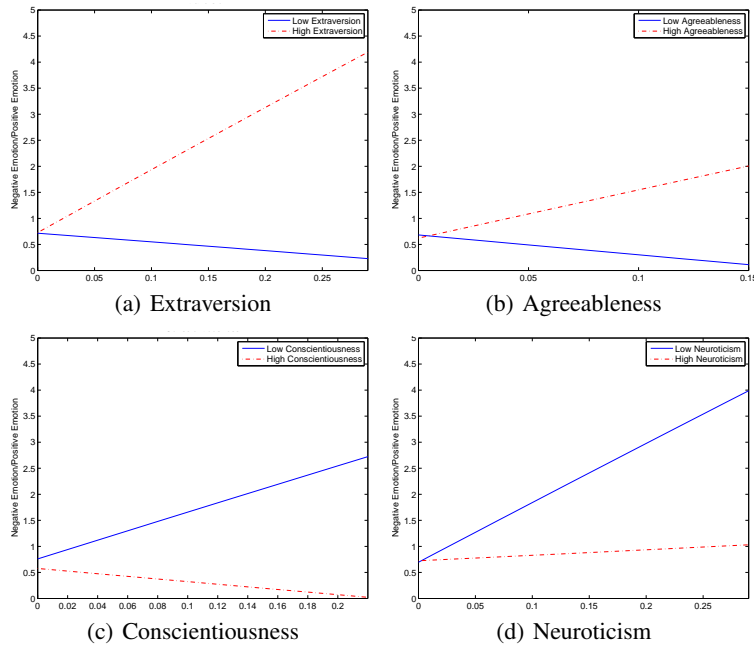 Low Extraversion
High Extraversion
Negative Emotion/Positive Emotion
5
4.5
4
3.5
3
2.5
2
1.5
1
0.5
0
0 0.05 0.1 0.15 0.2 0.25
(a) Extraversion
Low Agreeableness
High Agreeableness
Negative Emotion/Positive Emotion
5
4.5
4
3.5
3
2.5
2
1.5
1
0.5
0
0 0.05 0.1 0.15
(b) Agreeableness
Low Conscientiousness
High Conscientiousness
Negative Emotion/Positive Emotion
5
4.5
4
3.5
3
2.5
2
1.5
1
0.5
0
0 0.02 0.04 0.06 0.08 0.1 0.12 0.14 0.16 0.18 0.2
(c) Conscientiousness
Low Neuroticism
High Neuroticism
Negative Emotion/Positive Emotion
5
4.5
4
3.5
3
2.5
2
1.5
1
0.5
0
0 0.05 0.1 0.15 0.2 0.25
(d) Neuroticism